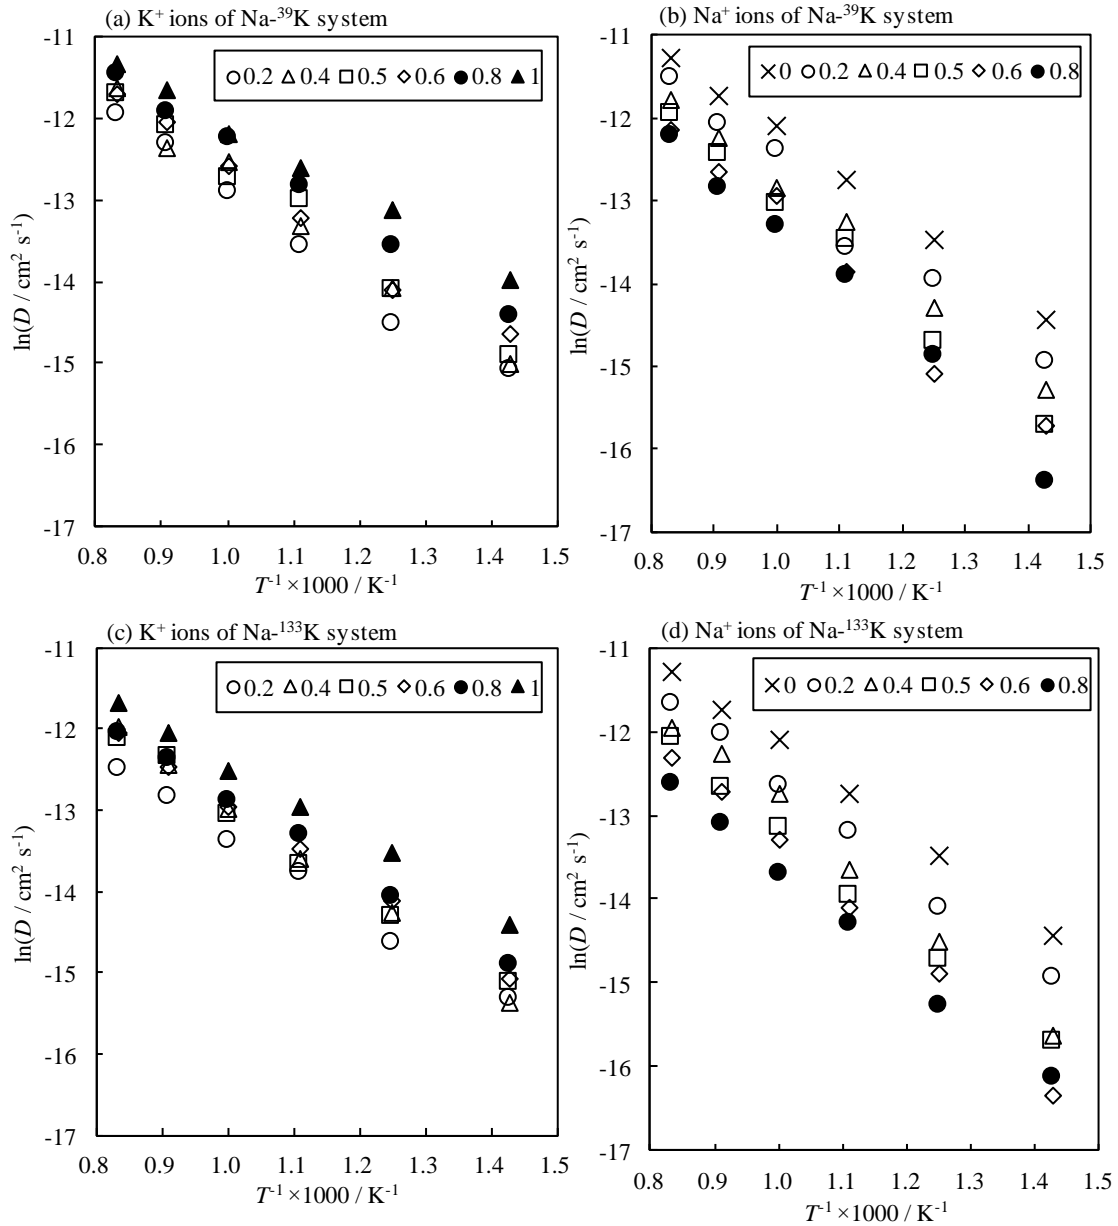 (a) K⁺ ions of Na-³⁹K system
-11
-12
-13
-14
-15
-16
-17
0.2 0.4 0.5 0.6 0.8 1
ln(D / cm² s⁻¹)
0.8 0.9 1.0 1.1 1.2 1.3 1.4 1.5
T⁻¹ ×1000 / K⁻¹
(b) Na⁺ ions of Na-³⁹K system
-11
-12
-13
-14
-15
-16
-17
0 0.2 0.4 0.5 0.6 0.8
ln(D / cm² s⁻¹)
0.8 0.9 1.0 1.1 1.2 1.3 1.4 1.5
T⁻¹ ×1000 / K⁻¹
(c) K⁺ ions of Na-¹³³K system
-11
-12
-13
-14
-15
-16
-17
0.2 0.4 0.5 0.6 0.8 1
ln(D / cm² s⁻¹)
0.8 0.9 1.0 1.1 1.2 1.3 1.4 1.5
T⁻¹ ×1000 / K⁻¹
(d) Na⁺ ions of Na-¹³³K system
-11
-12
-13
-14
-15
-16
-17
0 0.2 0.4 0.5 0.6 0.8
ln(D / cm² s⁻¹)
0.8 0.9 1.0 1.1 1.2 1.3 1.4 1.5
T⁻¹ ×1000 / K⁻¹